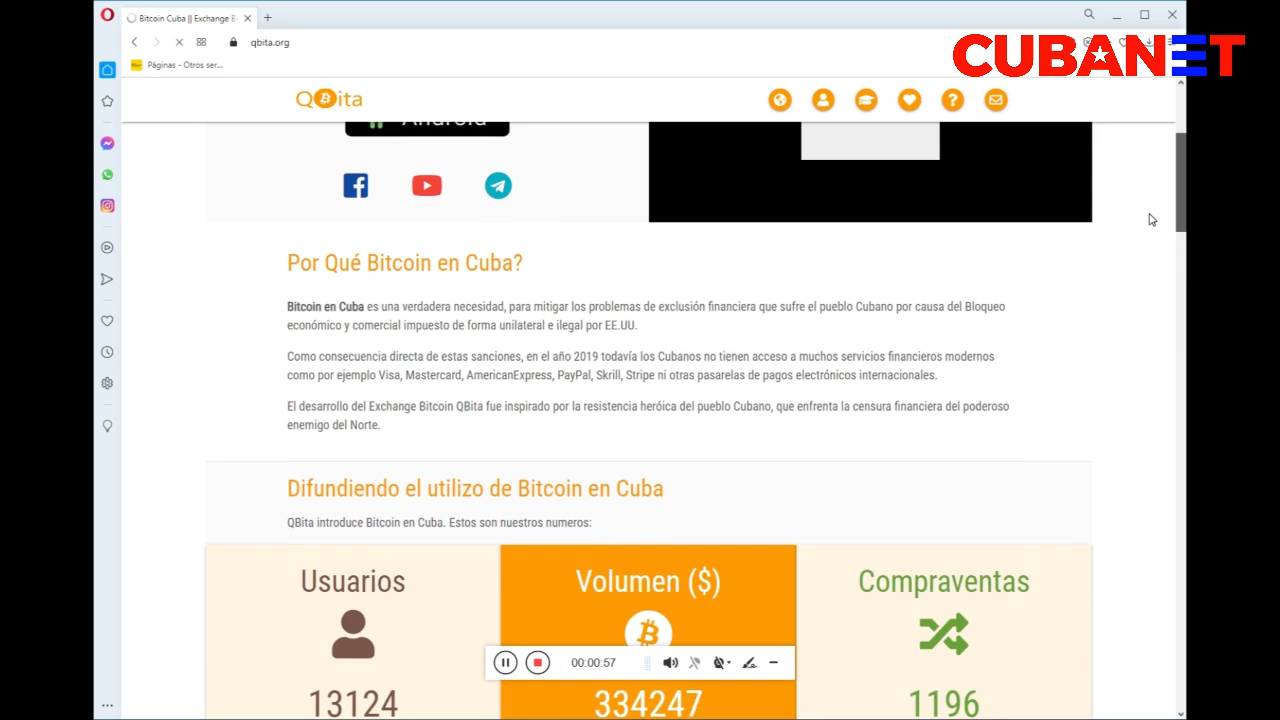 Bitcoin Cuba || Exchange B
qbita.org
Páginas - Otros ser...
CUBANET
QBita
Android
Por Qué Bitcoin en Cuba?
Bitcoin en Cuba es una verdadera necesidad, para mitigar los problemas de exclusión financiera que sufre el pueblo Cubano por causa del Bloqueo
económico y comercial impuesto de forma unilateral e ilegal por EE.UU.
Como consecuencia directa de estas sanciones, en el año 2019 todavía los Cubanos no tienen acceso a muchos servicios financieros modernos
como por ejemplo Visa, Mastercard, AmericanExpress, PayPal, Skrill, Stripe ni otras pasarelas de pagos electrónicos internacionales.
El desarrollo del Exchange Bitcoin QBita fue inspirado por la resistencia heróica del pueblo Cubano, que enfrenta la censura financiera del poderoso
enemigo del Norte.
Difundiendo el utilizo de Bitcoin en Cuba
QBita introduce Bitcoin en Cuba. Estos son nuestros numeros:
Usuarios
Volumen ($)
Compraventas
00:00:57
13124
334247
1196